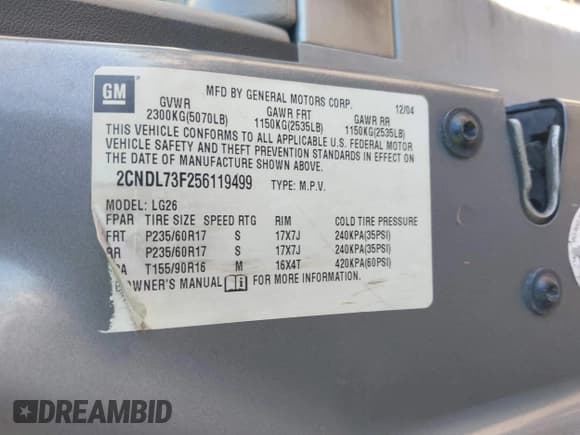 GM
MFD BY GENERAL MOTORS CORP. 12/04
GVWR GAWR FRT GAWR RR
2300KG(5070LB) 1150KG(2535LB) 1150KG(2535LB)
THIS VEHICLE CONFORMS TO ALL APPLICABLE U.S. FEDERAL MOTOR
VEHICLE SAFETY AND THEFT PREVENTION STANDARDS IN EFFECT ON
THE DATE OF MANUFACTURE SHOWN ABOVE.
2CNDL73F256119499 TYPE: M.P.V.
MODEL: LG26
FPAR TIRE SIZE SPEED RTG RIM COLD TIRE PRESSURE
FRT P235/60R17 S 17X7J 240KPA(35PSI)
RR P235/60R17 S 17X7J 240KPA(35PSI)
PA T155/90R16 M 16X4T 420KPA(60PSI)
OWNER'S MANUAL i FOR MORE INFORMATION
DREAMBID